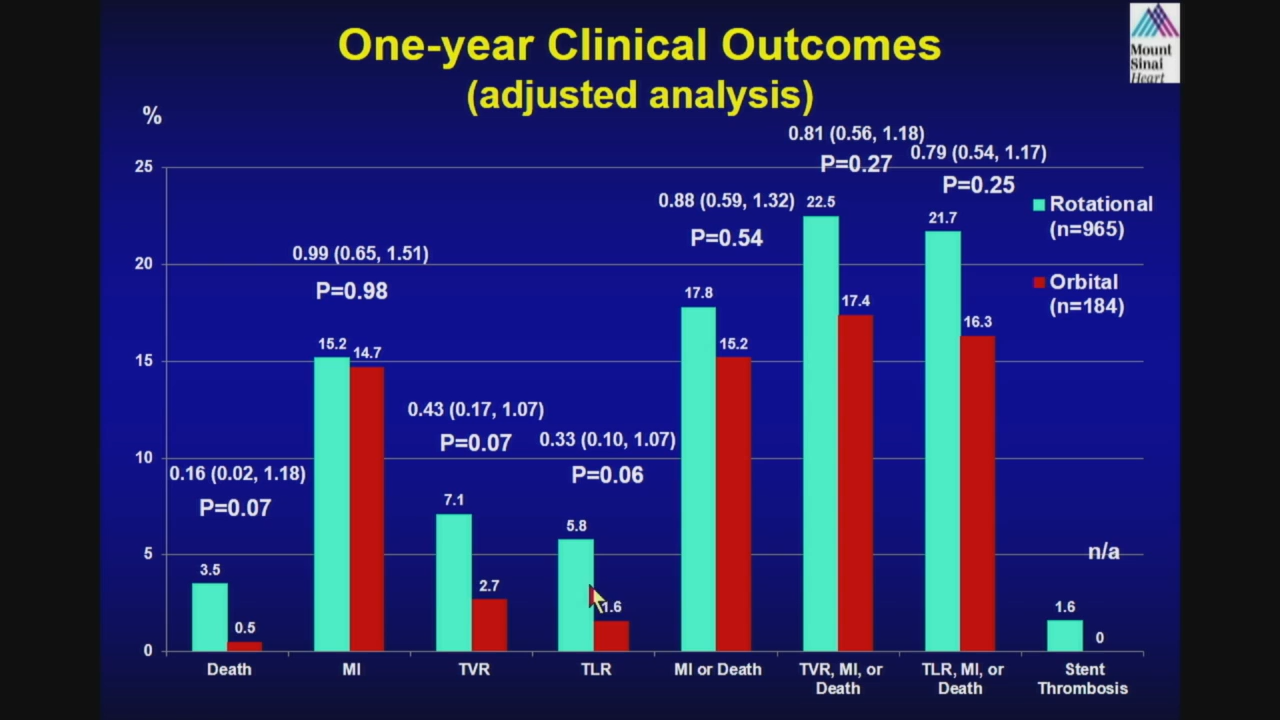 One-year Clinical Outcomes
(adjusted analysis)
Mount
Sinai
Heart
%
0.81 (0.56, 1.18)
P=0.27
0.79 (0.54, 1.17)
P=0.25
0.88 (0.59, 1.32)
P=0.54
0.99 (0.65, 1.51)
P=0.98
0.43 (0.17, 1.07)
P=0.07
0.33 (0.10, 1.07)
P=0.06
0.16 (0.02, 1.18)
P=0.07
n/a
Rotational
(n=965)
Orbital
(n=184)
25
20
15
10
5
0
3.5
0.5
15.2
14.7
7.1
2.7
5.8
1.6
17.8
15.2
22.5
17.4
21.7
16.3
1.6
0
Death
MI
TVR
TLR
MI or Death
TVR, MI, or
Death
TLR, MI, or
Death
Stent
Thrombosis